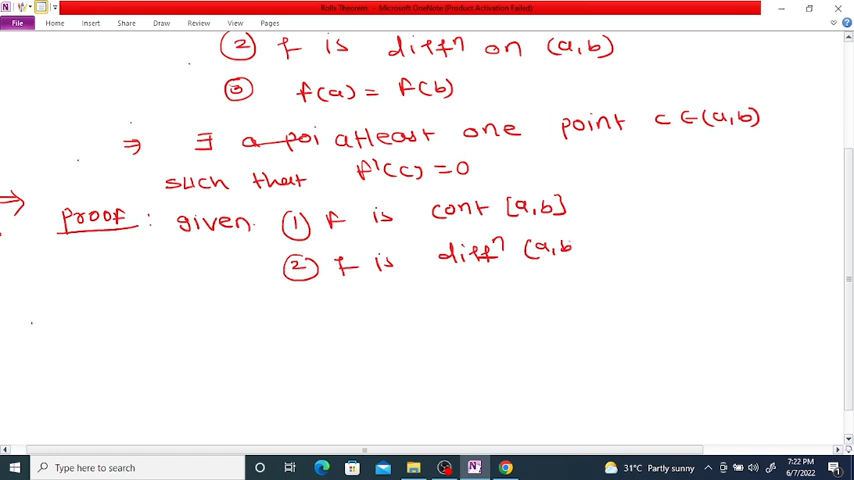 Rolls Theorem - Microsoft OneNote (Product Activation Failed)
File Home Insert Share Draw Review View Pages
② f is diffn on (a,b)
③ f(a) = f(b)
⇒ ∃ a poi atleast one point c ∈ (a,b)
such that f'(c) = 0
Proof : given ① f is cont [a,b]
② f is diffn (a,b
Type here to search
31°C Partly sunny
7:22 PM
6/7/2022